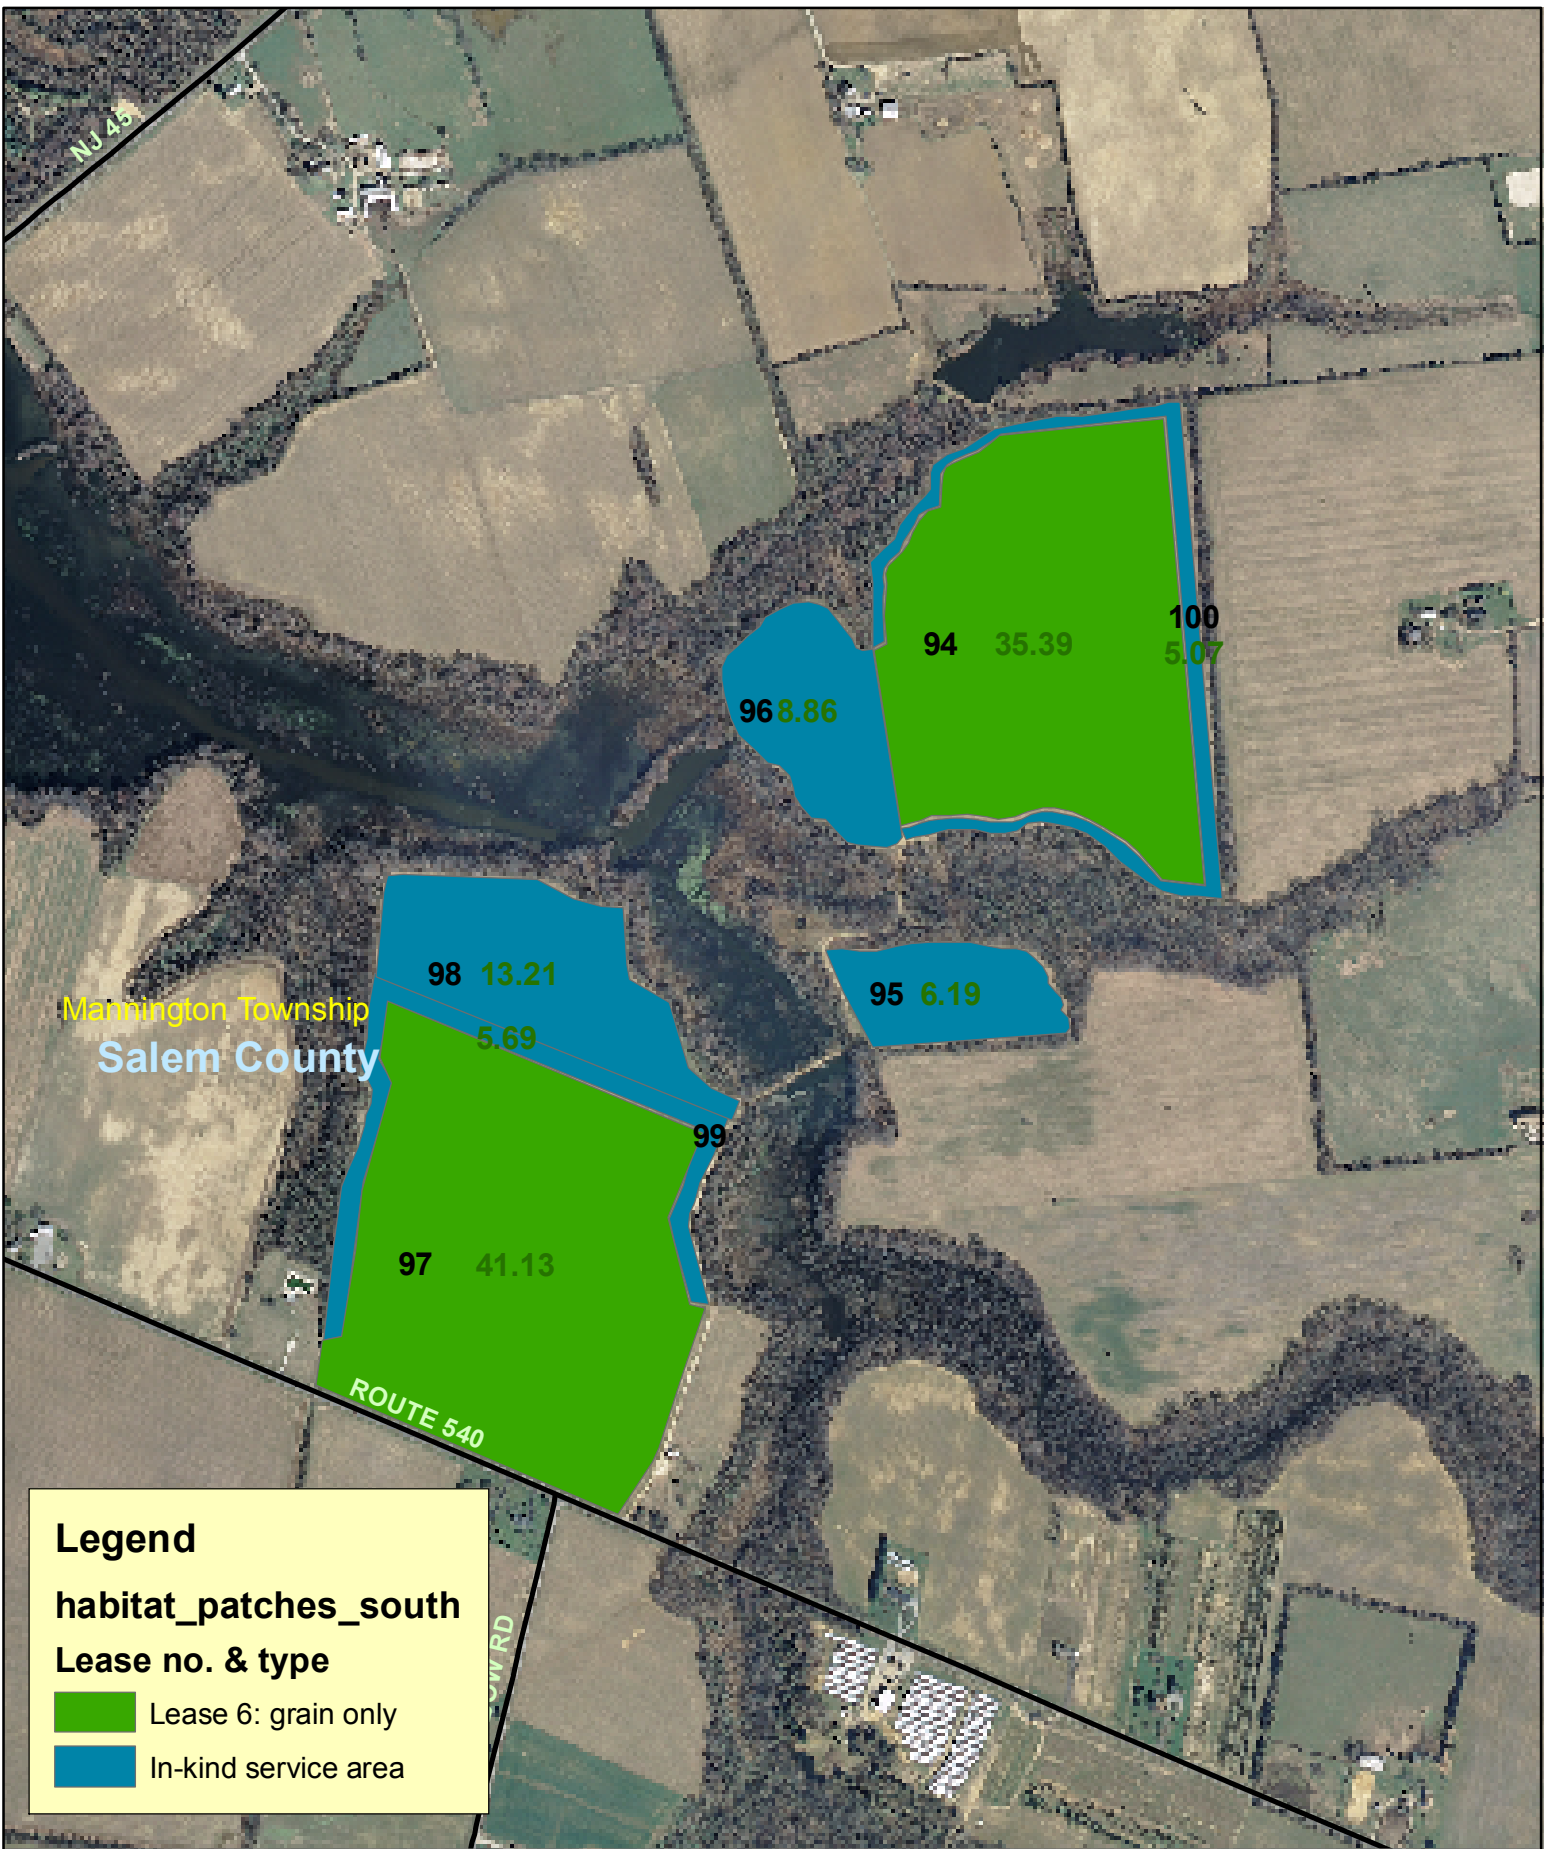 NJ 45
100
94 35.39
5.07
96 8.86
98 13.21
95 6.19
Mannington Township
5.69
Salem County
99
97 41.13
ROUTE 540
Legend
habitat_patches_south
Lease no. & type
Lease 6: grain only
In-kind service area
RD